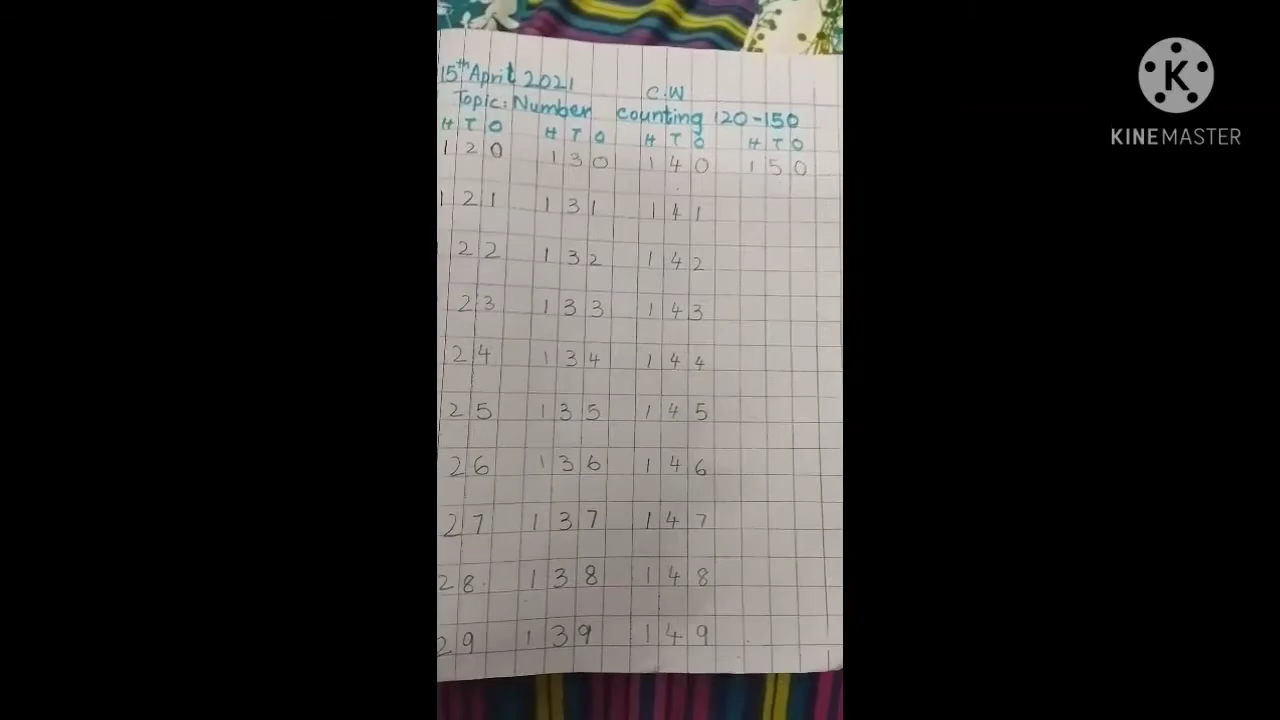 15th April 2021 C.W
Topic: Number counting 120-150
H T O H T O H T O H T O
1 2 0 1 3 0 1 4 0 1 5 0
1 2 1 1 3 1 1 4 1
2 2 1 3 2 1 4 2
2 3 1 3 3 1 4 3
2 4 1 3 4 1 4 4
2 5 1 3 5 1 4 5
2 6 1 3 6 1 4 6
2 7 1 3 7 1 4 7
2 8 1 3 8 1 4 8
2 9 1 3 9 1 4 9
K
KINEMASTER